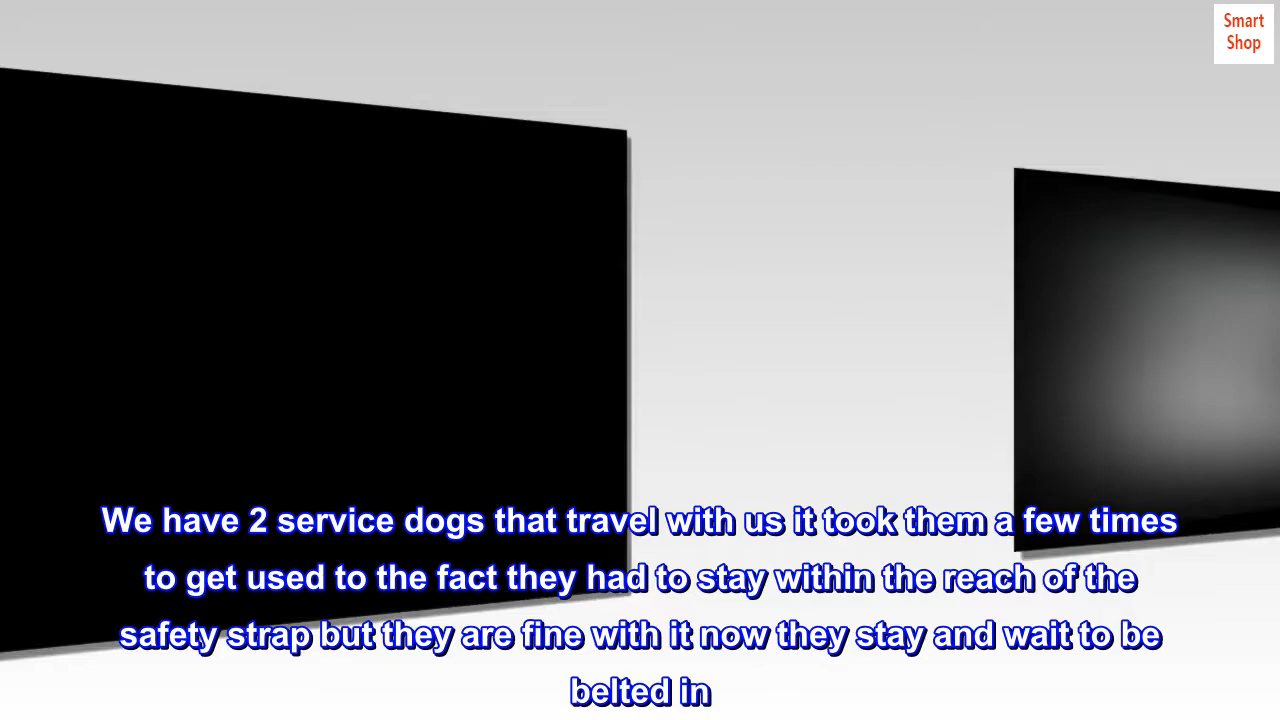 Smart
Shop
We have 2 service dogs that travel with us it took them a few times
to get used to the fact they had to stay within the reach of the
safety strap but they are fine with it now they stay and wait to be
belted in